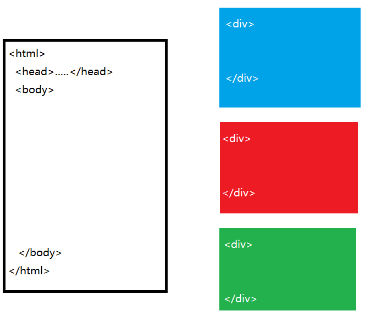 <html>
<head>.....</head>
<body>
</body>
</html>
<div>
</div>
<div>
</div>
<div>
</div>